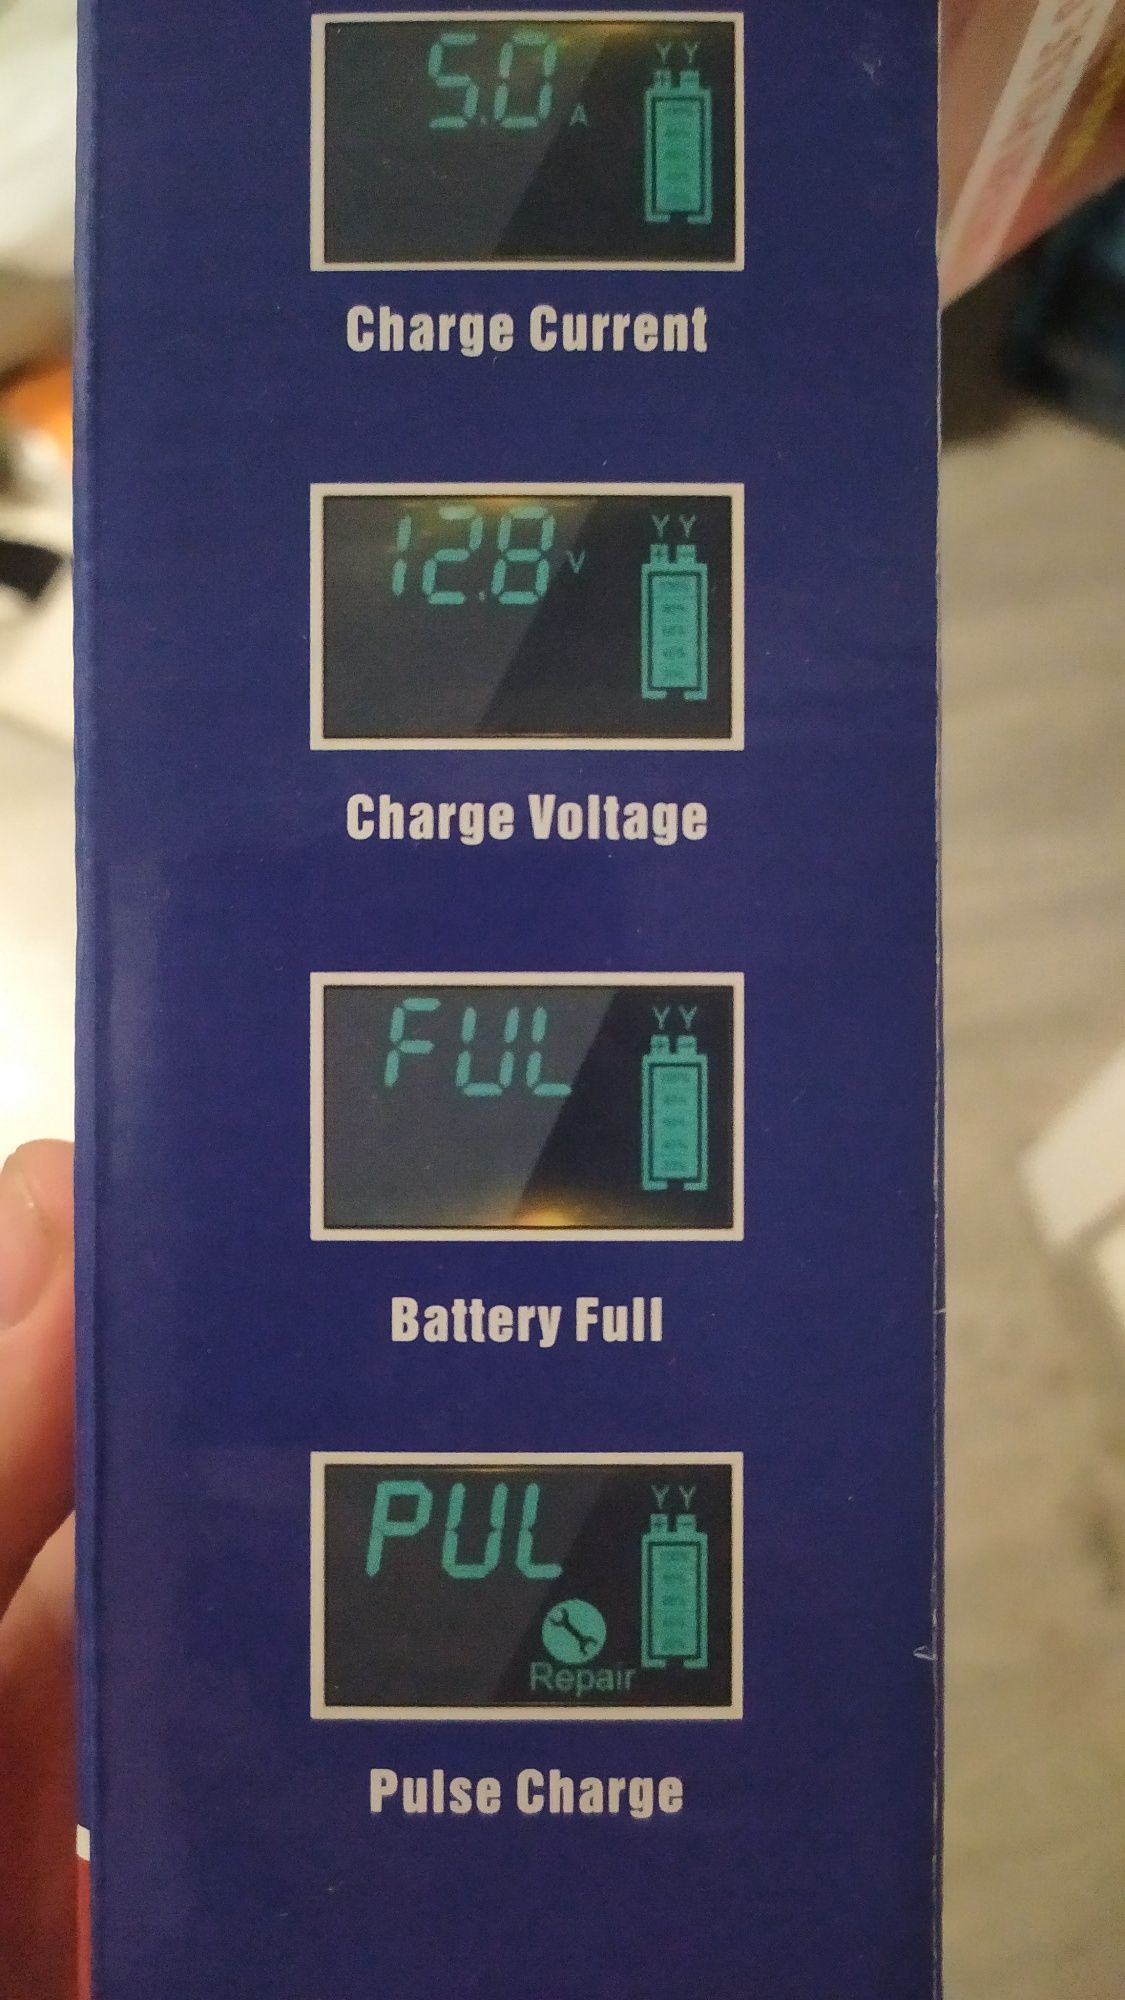 5.0 A
Charge Current
12.8 V
Charge Voltage
FUL
Battery Full
PUL
Repair
Pulse Charge